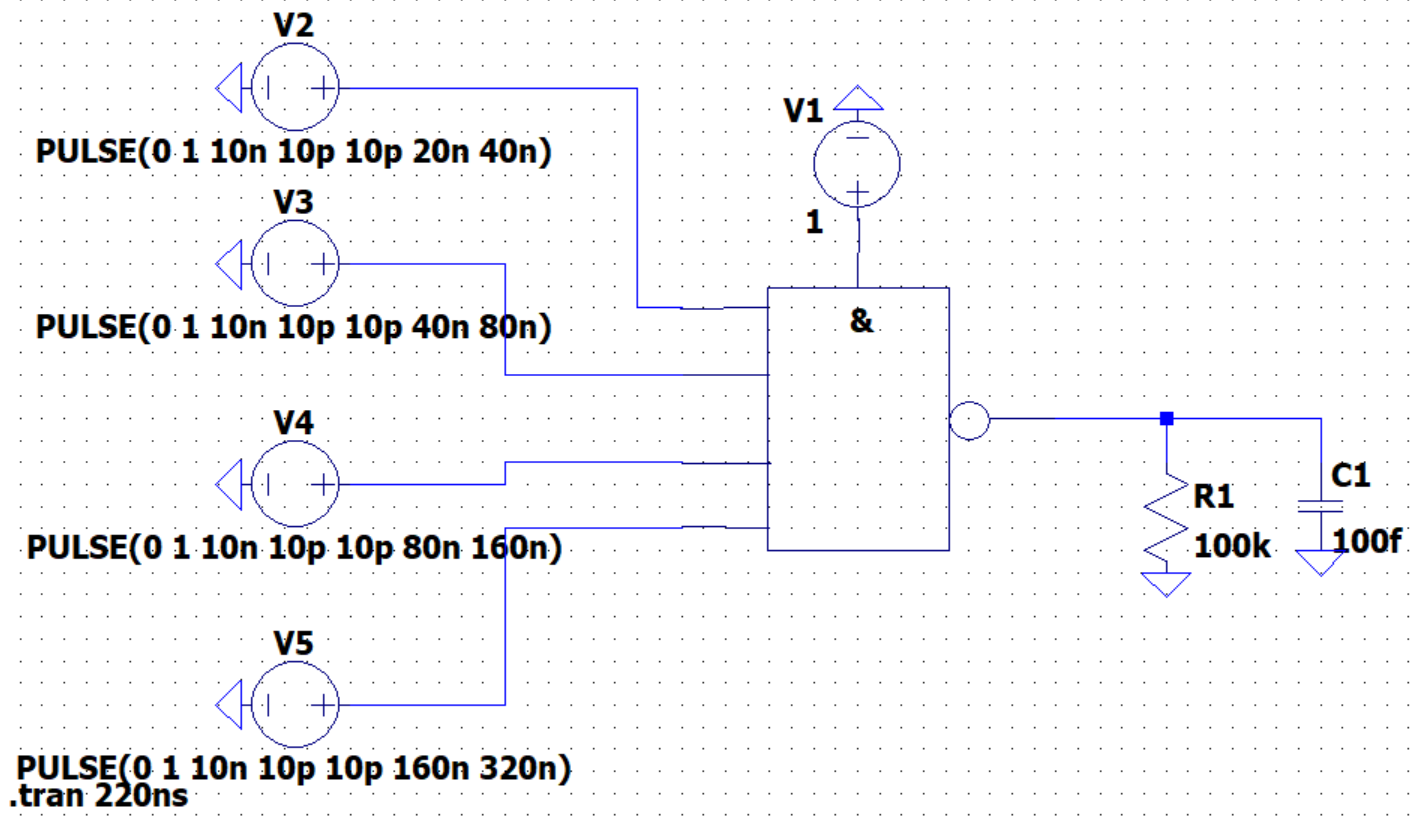 V2
PULSE(0 1 10n 10p 10p 20n 40n)
V1
1
V3
PULSE(0 1 10n 10p 10p 40n 80n)
&
V4
PULSE(0 1 10n 10p 10p 80n 160n)
R1
100k
C1
100f
V5
PULSE(0 1 10n 10p 10p 160n 320n)
.tran 220ns